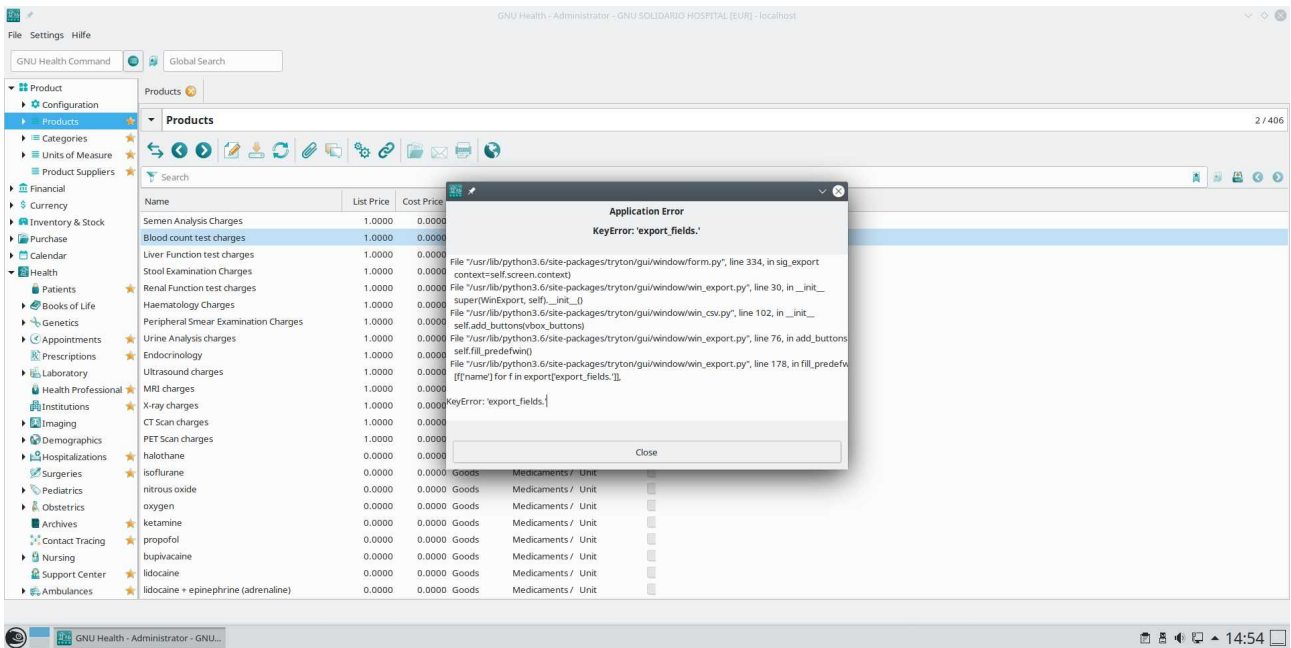 GNU Health - Administrator - GNU SOLIDARIO HOSPITAL [EUR] - localhost
File Settings Hilfe
GNU Health Command Global Search
Product
Configuration
Products
Categories
Units of Measure
Product Suppliers
Financial
Currency
Inventory & Stock
Purchase
Calendar
Health
Patients
Books of Life
Genetics
Appointments
Prescriptions
Laboratory
Health Professional
Institutions
Imaging
Demographics
Hospitalizations
Surgeries
Pediatrics
Obstetrics
Archives
Contact Tracing
Nursing
Support Center
Ambulances
Products
Products 2 / 406
Search
Name List Price Cost Price
Semen Analysis Charges 1.0000 0.0000
Blood count test charges 1.0000 0.0000
Liver Function test charges 1.0000 0.0000
Stool Examination Charges 1.0000 0.0000
Renal Function test charges 1.0000 0.0000
Haematology Charges 1.0000 0.0000
Peripheral Smear Examination Charges 1.0000 0.0000
Urine Analysis charges 1.0000 0.0000
Endocrinology 1.0000 0.0000
Ultrasound charges 1.0000 0.0000
MRI charges 1.0000 0.0000
X-ray charges 1.0000 0.0000
CT Scan charges 1.0000 0.0000
PET Scan charges 1.0000 0.0000
halothane 0.0000 0.0000
isoflurane 0.0000 0.0000 Goods Medicaments / Unit
nitrous oxide 0.0000 0.0000 Goods Medicaments / Unit
oxygen 0.0000 0.0000 Goods Medicaments / Unit
ketamine 0.0000 0.0000 Goods Medicaments / Unit
propofol 0.0000 0.0000 Goods Medicaments / Unit
bupivacaine 0.0000 0.0000 Goods Medicaments / Unit
lidocaine 0.0000 0.0000 Goods Medicaments / Unit
lidocaine + epinephrine (adrenaline) 0.0000 0.0000 Goods Medicaments / Unit
Application Error
KeyError: 'export_fields.'
File "/usr/lib/python3.6/site-packages/tryton/gui/window/form.py", line 334, in sig_export
context=self.screen.context)
File "/usr/lib/python3.6/site-packages/tryton/gui/window/win_export.py", line 30, in __init__
super(WinExport, self).__init__()
File "/usr/lib/python3.6/site-packages/tryton/gui/window/win_csv.py", line 102, in __init__
self.add_buttons(vbox_buttons)
File "/usr/lib/python3.6/site-packages/tryton/gui/window/win_export.py", line 76, in add_buttons
self.fill_predefwin()
File "/usr/lib/python3.6/site-packages/tryton/gui/window/win_export.py", line 178, in fill_predefw
[f['name'] for f in export['export_fields.']],
KeyError: 'export_fields.'
Close
GNU Health - Administrator - GNU... 14:54